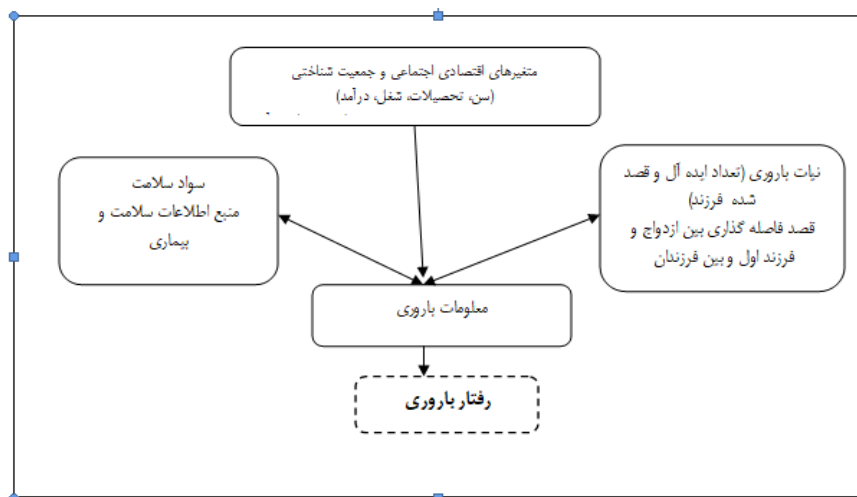 متغیرهای اقتصادی اجتماعی و جمعیت شناختی
(سن، تحصیلات، شغل، درآمد)
نیات باروری (تعداد ایده آل و قصد
شده فرزند)
قصد فاصله گذاری بین ازدواج و
فرزند اول و بین فرزندان
سواد سلامت
منبع اطلاعات سلامت و
بیماری
معلومات باروری
رفتار باروری